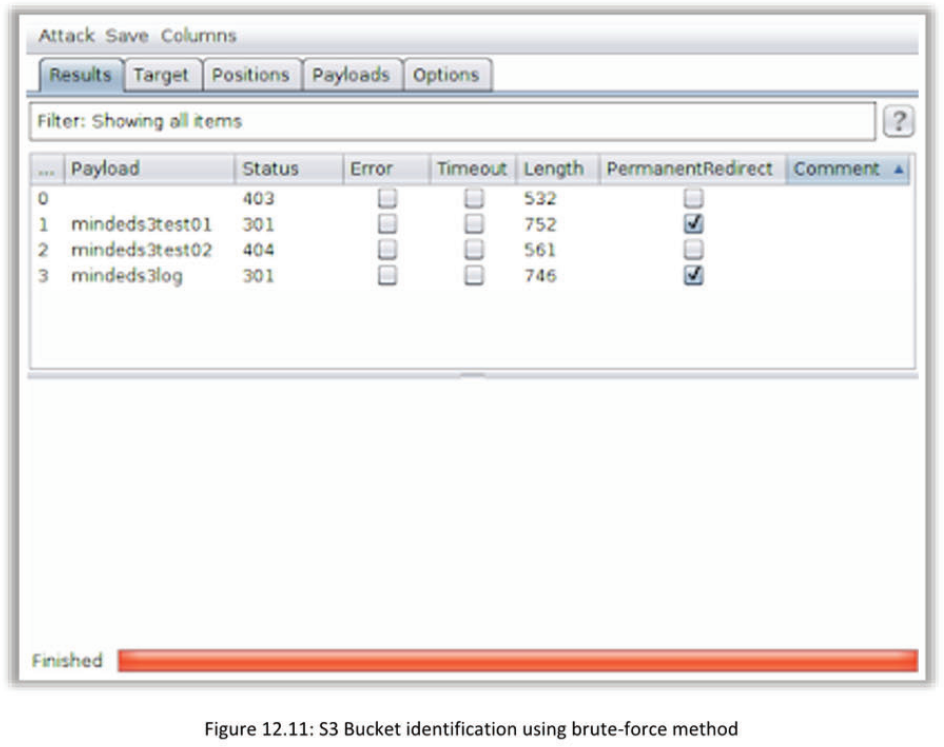 Attack Save Columns
Results Target Positions Payloads Options
Filter: Showing all items ?
... Payload Status Error Timeout Length PermanentRedirect Comment
0 403 532
1 mindeds3test01 301 752
2 mindeds3test02 404 561
3 mindeds3log 301 746
Finished
Figure 12.11: S3 Bucket identification using brute-force method